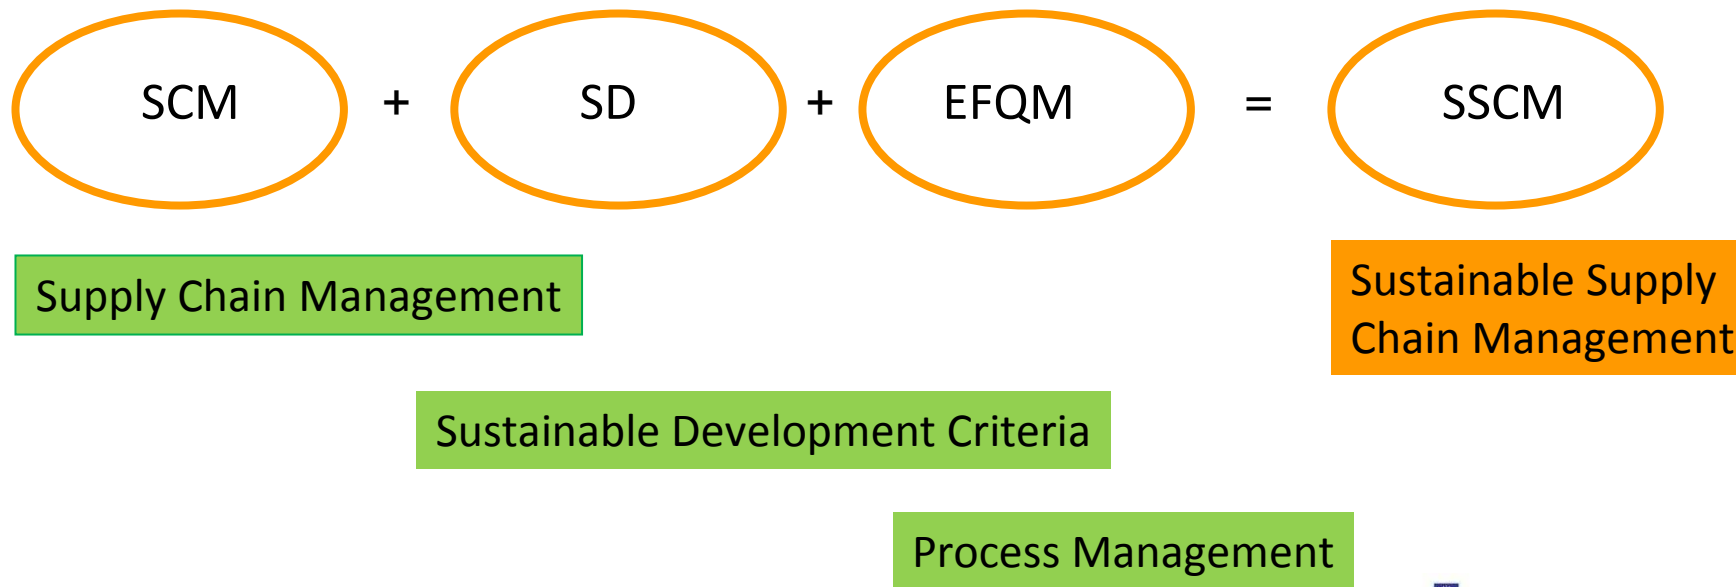 SCM + SD + EFQM = SSCM
Supply Chain Management
Sustainable Supply
Chain Management
Sustainable Development Criteria
Process Management